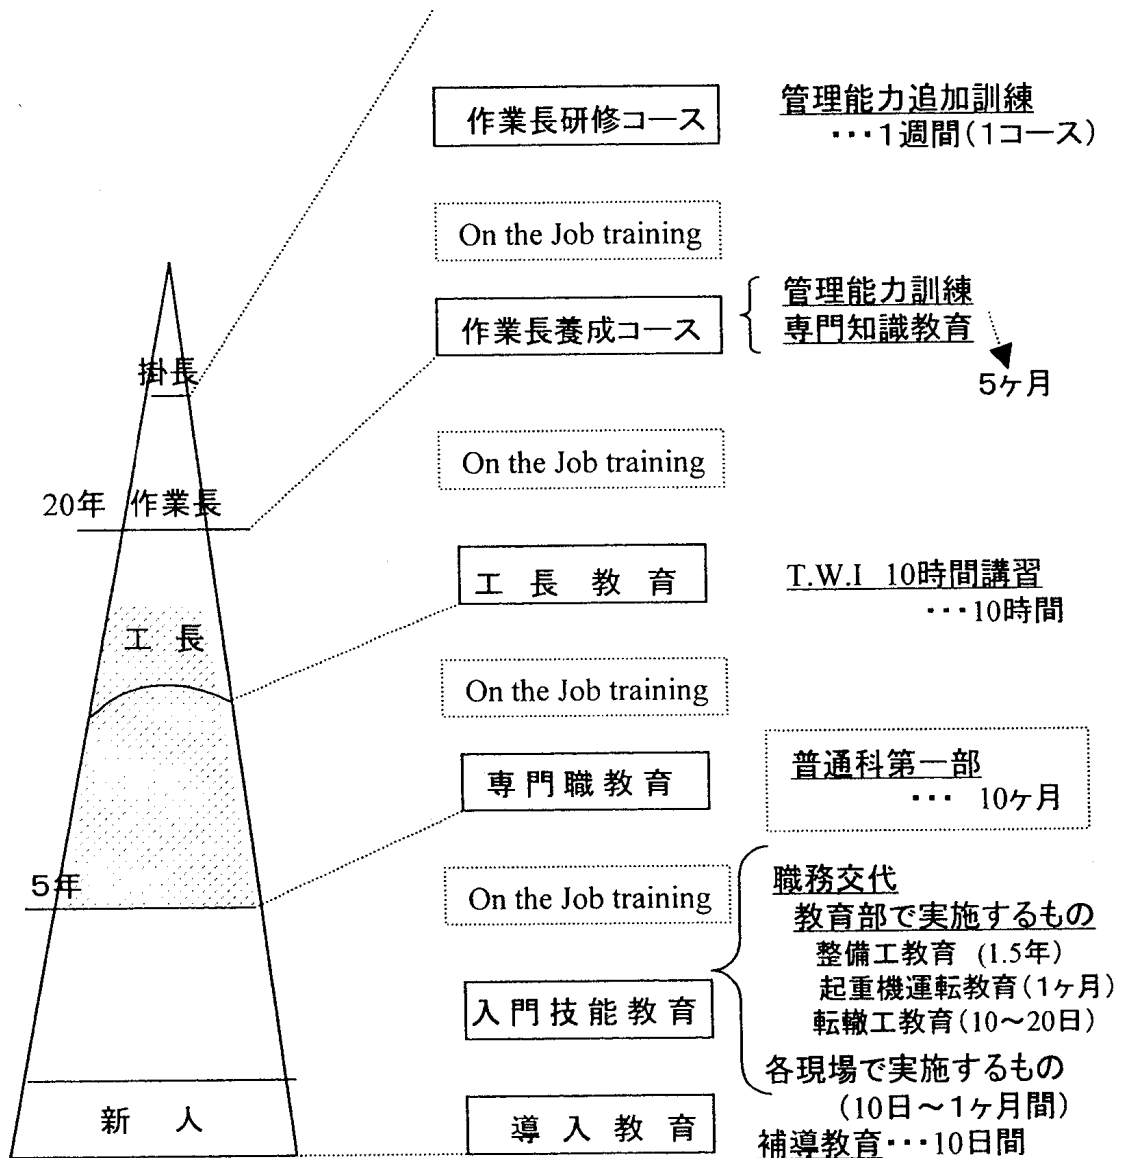 作業長研修コース
管理能力追加訓練
・・・1週間(1コース)
On the Job training
作業長養成コース
管理能力訓練
専門知識教育
5ヶ月
掛長
On the Job training
20年 作業長
工長教育
T.W.I 10時間講習
・・・10時間
工長
On the Job training
専門職教育
普通科第一部
・・・ 10ヶ月
5年
On the Job training
職務交代
教育部で実施するもの
整備工教育 (1.5年)
起重機運転教育(1ヶ月)
転轍工教育(10～20日)
入門技能教育
各現場で実施するもの
(10日～1ヶ月間)
新人
導入教育
補導教育・・・10日間